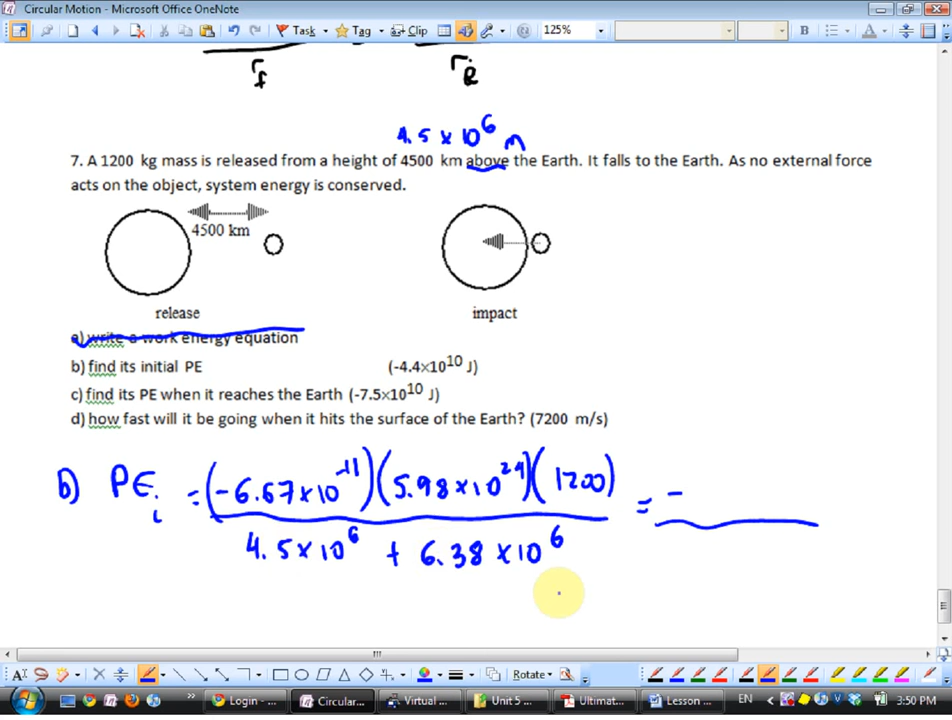 Circular Motion - Microsoft Office OneNote
Task Tag Clip 125% B A
r_f r_E
4.5 × 10^6 m
7. A 1200 kg mass is released from a height of 4500 km above the Earth. It falls to the Earth. As no external force
acts on the object, system energy is conserved.
4500 km
release impact
a) write a work energy equation
b) find its initial PE (-4.4×10^10 J)
c) find its PE when it reaches the Earth (-7.5×10^10 J)
d) how fast will it be going when it hits the surface of the Earth? (7200 m/s)
b) PE_i = (-6.67×10^-11)(5.98×10^24)(1200) = -
4.5×10^6 + 6.38×10^6
Rotate
Login - ... Circular... Virtual ... Unit 5 ... Ultimat... Lesson ... EN 3:50 PM